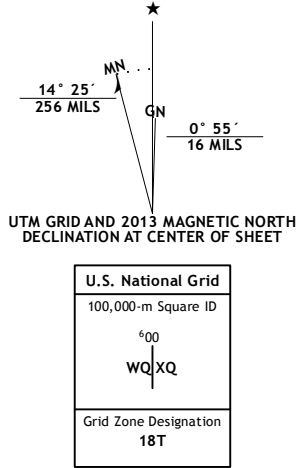 ★
MN
14° 25´
256 MILS
GN
0° 55´
16 MILS
UTM GRID AND 2013 MAGNETIC NORTH
DECLINATION AT CENTER OF SHEET
U.S. National Grid
100,000-m Square ID
⁶00
WQ XQ
Grid Zone Designation
18T